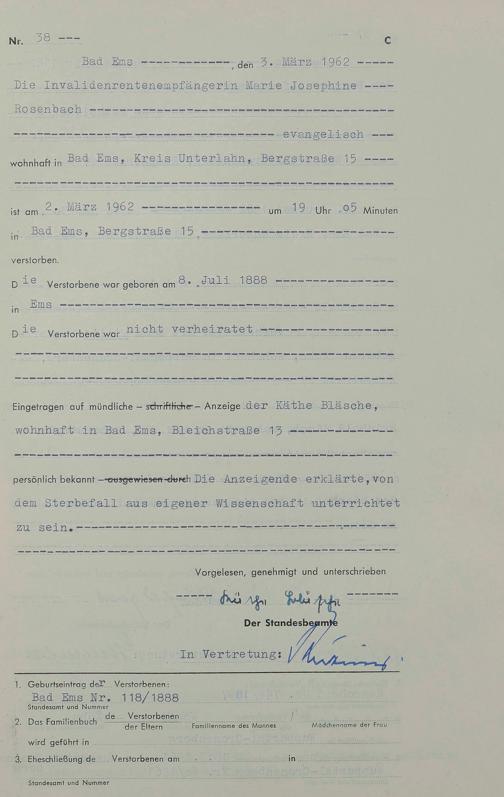 Nr. 38 --- C
Bad Ems ------------, den 3. März 1962 -----
Die Invalidenrentenempfängerin Marie Josephine ----
Rosenbach ----------------------------------------
----------------------------------- evangelisch ---
wohnhaft in Bad Ems, Kreis Unterlahn, Bergstraße 15 ----
---------------------------------------------------
ist am 2. März 1962 ---------------- um 19 Uhr 05 Minuten
in Bad Ems, Bergstraße 15 --------------------------
verstorben.
Die Verstorbene war geboren am 8. Juli 1888 ----------------
in Ems --------------------------------------------
Die Verstorbene war nicht verheiratet -----------------
---------------------------------------------------
---------------------------------------------------
Eingetragen auf mündliche – schriftliche – Anzeige der Käthe Bläsche,
wohnhaft in Bad Ems, Bleichstraße 13 --------------
---------------------------------------------------
persönlich bekannt – ausgewiesen durch Die Anzeigende erklärte, von
dem Sterbefall aus eigener Wissenschaft unterrichtet
zu sein.------------------------------------------
---------------------------------------------------
Vorgelesen, genehmigt und unterschrieben
----- Käthe Bläsche -------
Der Standesbeamte
In Vertretung:
1. Geburtseintrag der Verstorbenen:
Bad Ems Nr. 118/1888
Standesamt und Nummer
2. Das Familienbuch de Verstorbenen /
der Eltern Familienname des Mannes Mädchenname der Frau
wird geführt in
3. Eheschließung de Verstorbenen am in
Standesamt und Nummer